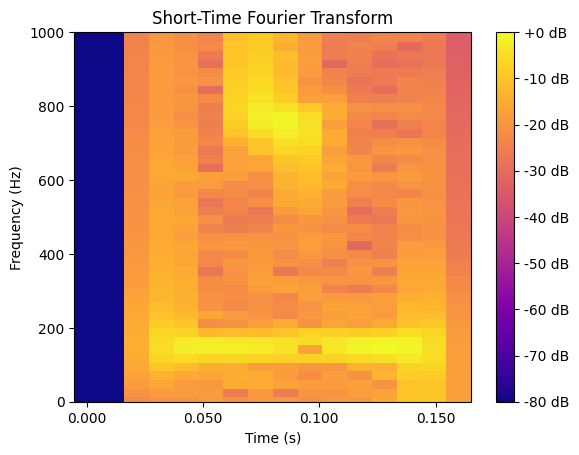 Short-Time Fourier Transform
1000
800
600
400
200
0
Frequency (Hz)
0.000
0.050
0.100
0.150
Time (s)
+0 dB
-10 dB
-20 dB
-30 dB
-40 dB
-50 dB
-60 dB
-70 dB
-80 dB